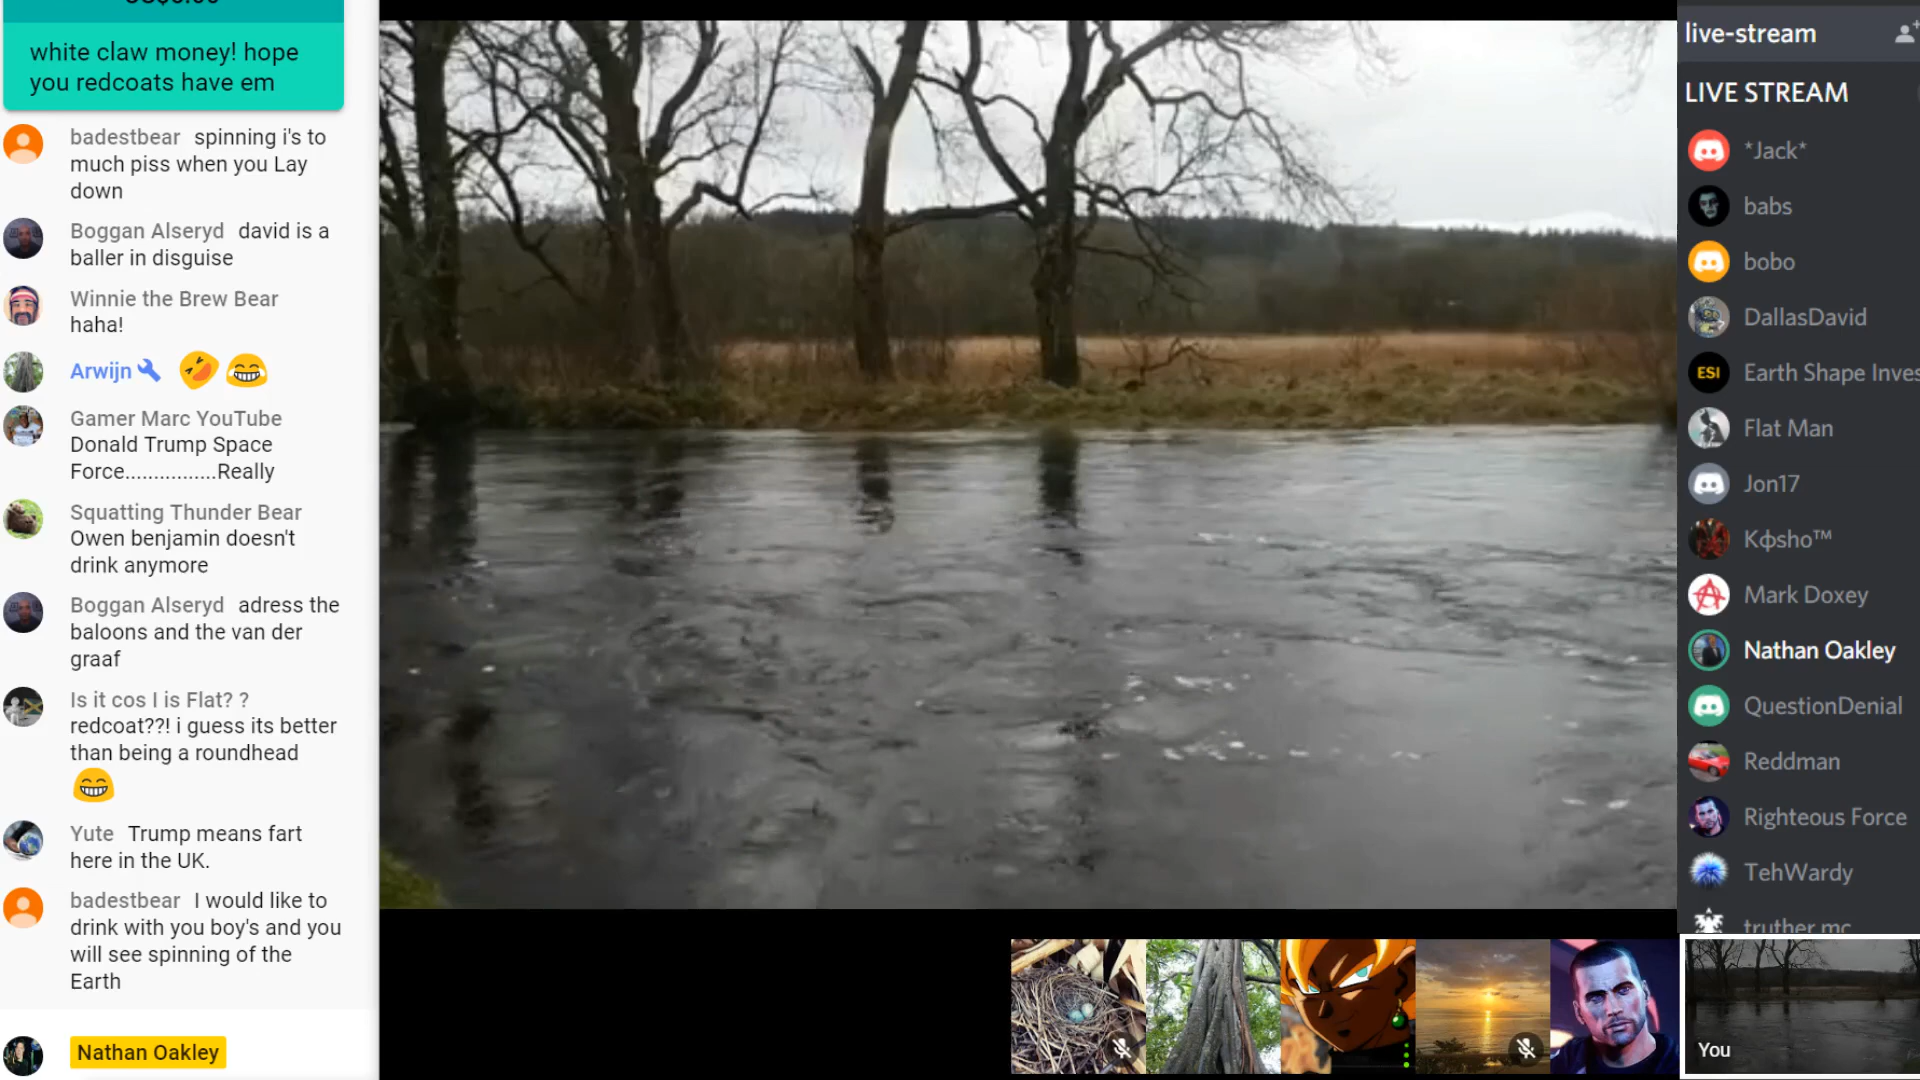 white claw money! hope
you redcoats have em
badestbear spinning i's to
much piss when you Lay
down
Boggan Alseryd david is a
baller in disguise
Winnie the Brew Bear
haha!
Arwijn
Gamer Marc YouTube
Donald Trump Space
Force................Really
Squatting Thunder Bear
Owen benjamin doesn't
drink anymore
Boggan Alseryd adress the
baloons and the van der
graaf
Is it cos I is Flat? ?
redcoat??! i guess its better
than being a roundhead
Yute Trump means fart
here in the UK.
badestbear I would like to
drink with you boy's and you
will see spinning of the
Earth
Nathan Oakley
You
live-stream
LIVE STREAM
*Jack*
babs
bobo
DallasDavid
ESI
Earth Shape Inves
Flat Man
Jon17
Kфsho™
Mark Doxey
Nathan Oakley
QuestionDenial
Reddman
Righteous Force
TehWardy
truther mc